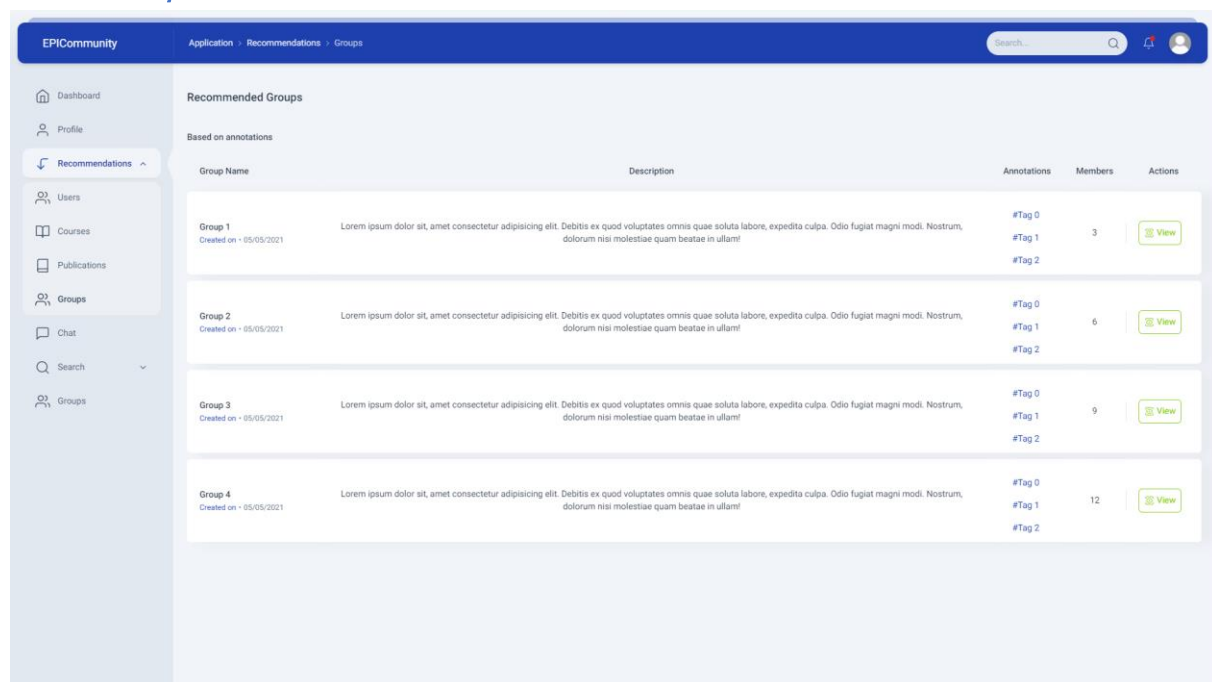 EPICommunity
Application > Recommendations > Groups
Search...
Dashboard
Profile
Recommendations
Users
Courses
Publications
Groups
Chat
Search
Groups
Recommended Groups
Based on annotations
Group Name Description Annotations Members Actions
Group 1
Created on • 05/05/2021
Lorem ipsum dolor sit, amet consectetur adipisicing elit. Debitis ex quod voluptates omnis quae soluta labore, expedita culpa. Odio fugiat magni modi. Nostrum,
dolorum nisi molestiae quam beatae in ullam!
#Tag 0
#Tag 1
#Tag 2
3
View
Group 2
Created on • 05/05/2021
Lorem ipsum dolor sit, amet consectetur adipisicing elit. Debitis ex quod voluptates omnis quae soluta labore, expedita culpa. Odio fugiat magni modi. Nostrum,
dolorum nisi molestiae quam beatae in ullam!
#Tag 0
#Tag 1
#Tag 2
6
View
Group 3
Created on • 05/05/2021
Lorem ipsum dolor sit, amet consectetur adipisicing elit. Debitis ex quod voluptates omnis quae soluta labore, expedita culpa. Odio fugiat magni modi. Nostrum,
dolorum nisi molestiae quam beatae in ullam!
#Tag 0
#Tag 1
#Tag 2
9
View
Group 4
Created on • 05/05/2021
Lorem ipsum dolor sit, amet consectetur adipisicing elit. Debitis ex quod voluptates omnis quae soluta labore, expedita culpa. Odio fugiat magni modi. Nostrum,
dolorum nisi molestiae quam beatae in ullam!
#Tag 0
#Tag 1
#Tag 2
12
View